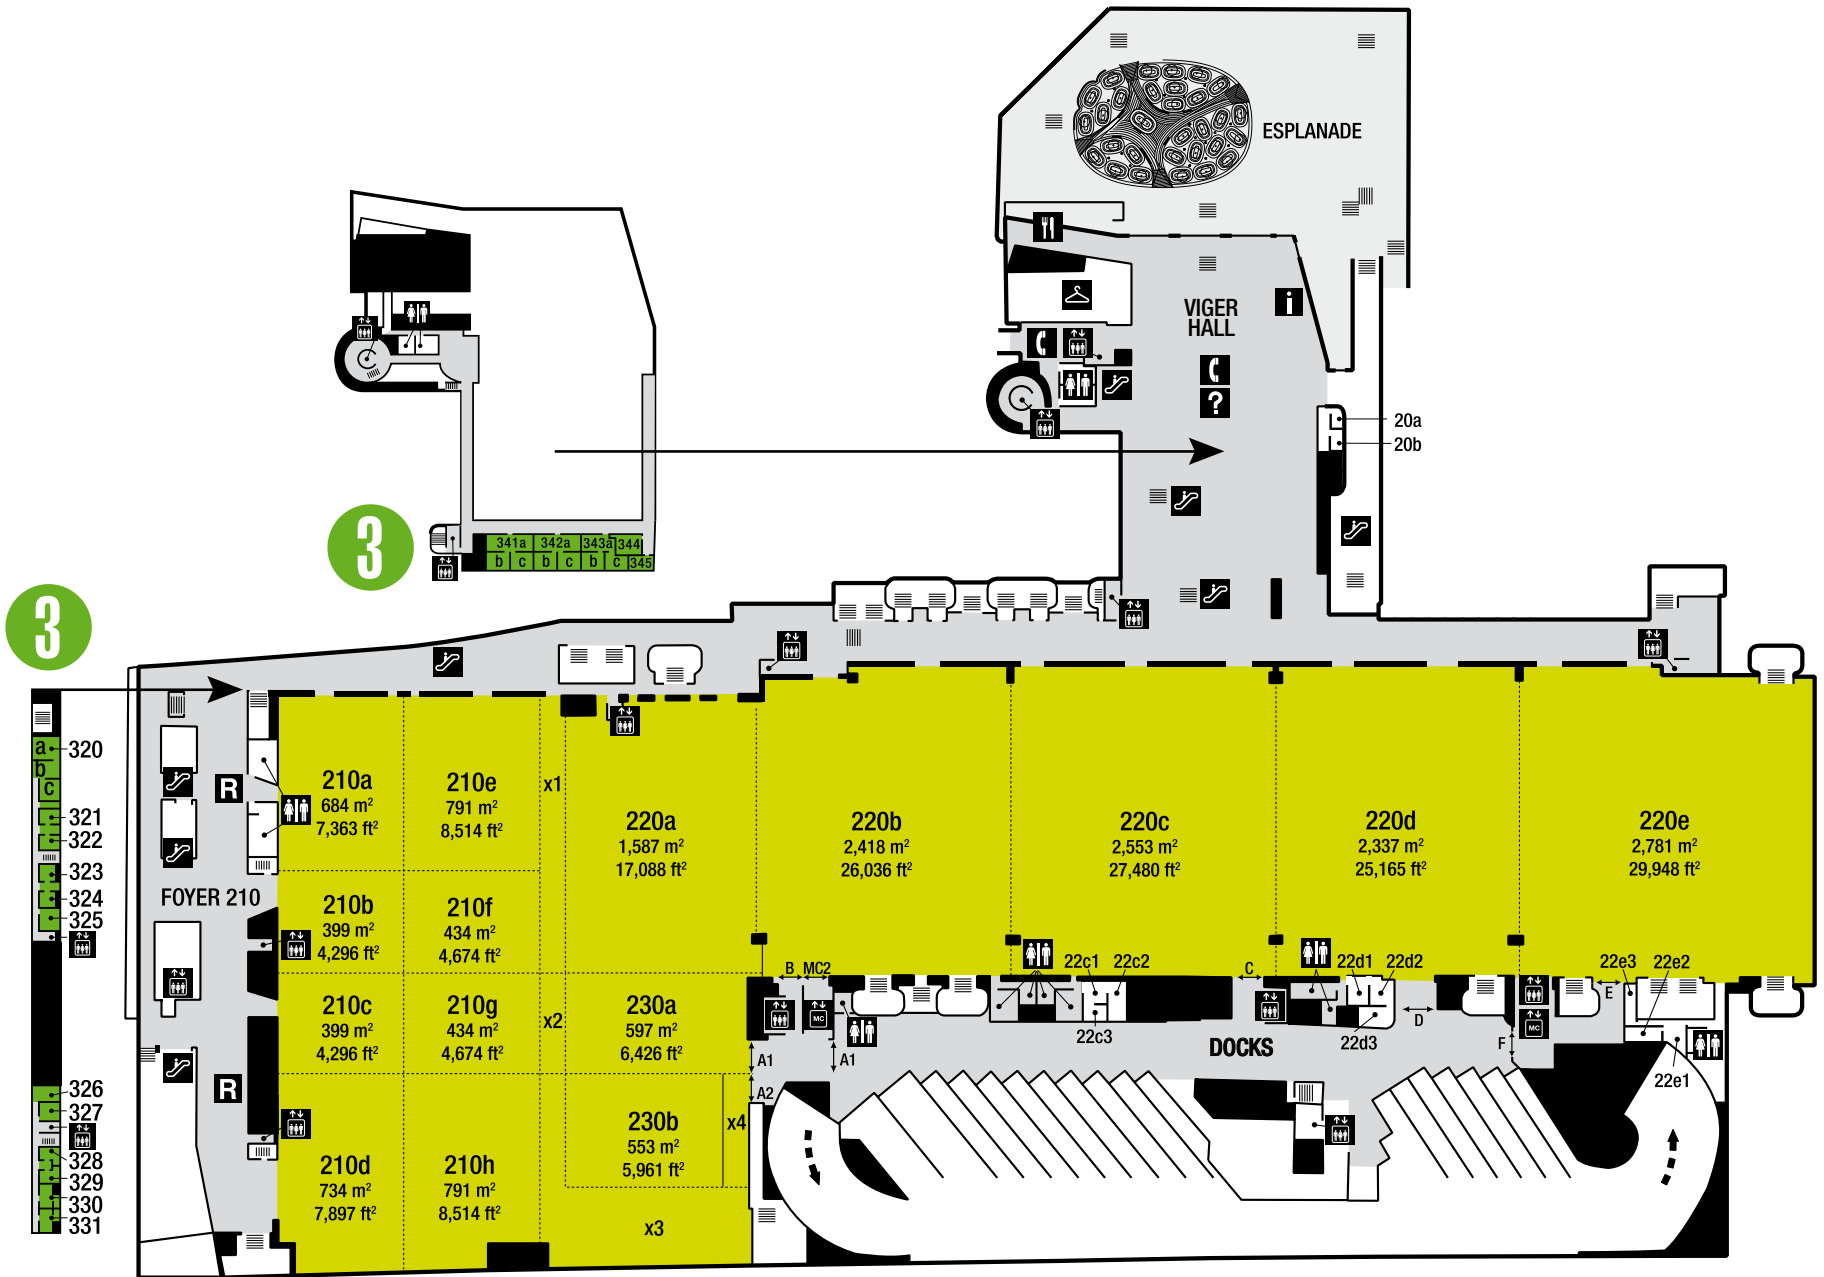 ESPLANADE
VIGER
HALL
i
?
20a
20b
3
341a
342a
343a
344
b
c
b
c
b
c
345
3
a
320
b
c
321
322
323
324
325
326
327
328
329
330
331
R
FOYER 210
R
210a
684 m²
7,363 ft²
210e
791 m²
8,514 ft²
x1
220a
1,587 m²
17,088 ft²
220b
2,418 m²
26,036 ft²
220c
2,553 m²
27,480 ft²
220d
2,337 m²
25,165 ft²
220e
2,781 m²
29,948 ft²
210b
399 m²
4,296 ft²
210f
434 m²
4,674 ft²
210c
399 m²
4,296 ft²
210g
434 m²
4,674 ft²
x2
230a
597 m²
6,426 ft²
230b
553 m²
5,961 ft²
x4
210d
734 m²
7,897 ft²
210h
791 m²
8,514 ft²
x3
B
MC2
MC
A1
A1
A2
22c1
22c2
22c3
C
22d1
22d2
22d3
D
DOCKS
E
F
MC
22e3
22e2
22e1